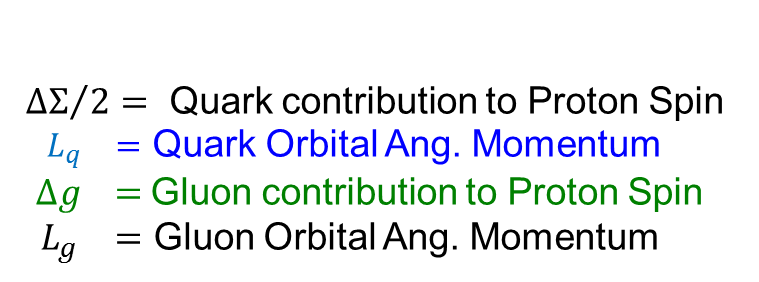 ΔΣ/2 = Quark contribution to Proton Spin
L_q = Quark Orbital Ang. Momentum
Δg = Gluon contribution to Proton Spin
L_g = Gluon Orbital Ang. Momentum